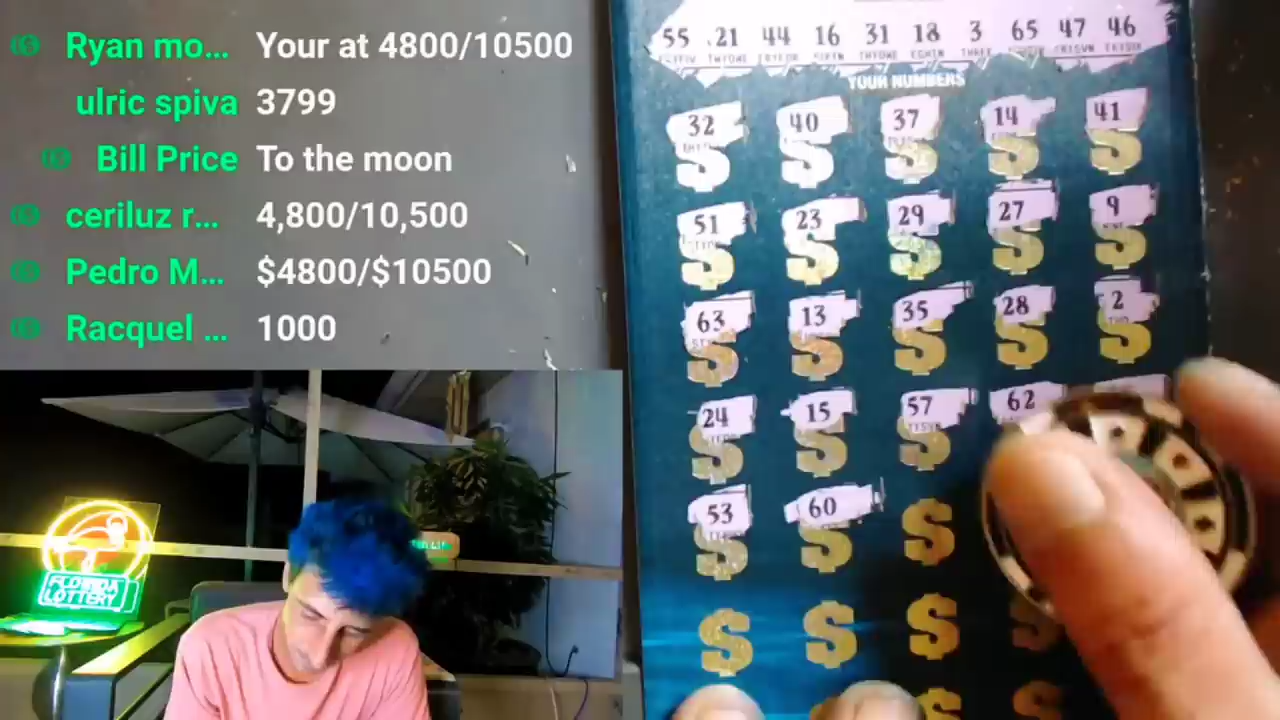 Ryan mo... Your at 4800/10500
ulric spiva 3799
Bill Price To the moon
ceriluz r... 4,800/10,500
Pedro M... $4800/$10500
Racquel ... 1000
55 21 44 16 31 18 3 65 47 46
YOUR NUMBERS
32 40 37 14 41
51 23 29 27 9
63 13 35 28 2
24 15 57 62
53 60
FLORIDA
LOTTERY